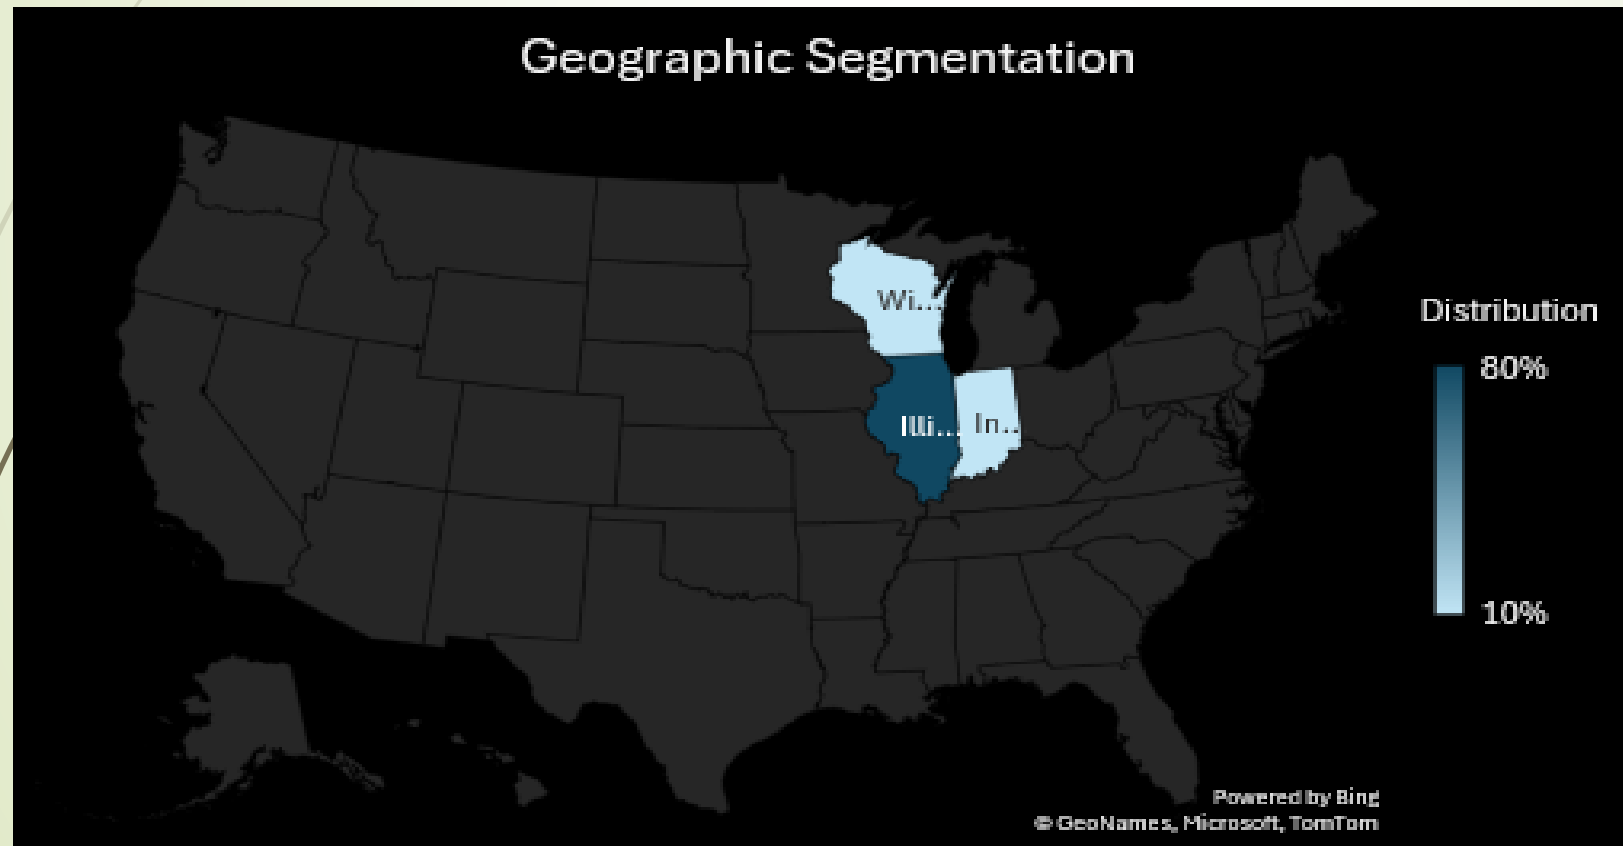 Geographic Segmentation
Wi...
Illi...
In...
Distribution
80%
10%
Powered by Bing
© GeoNames, Microsoft, TomTom